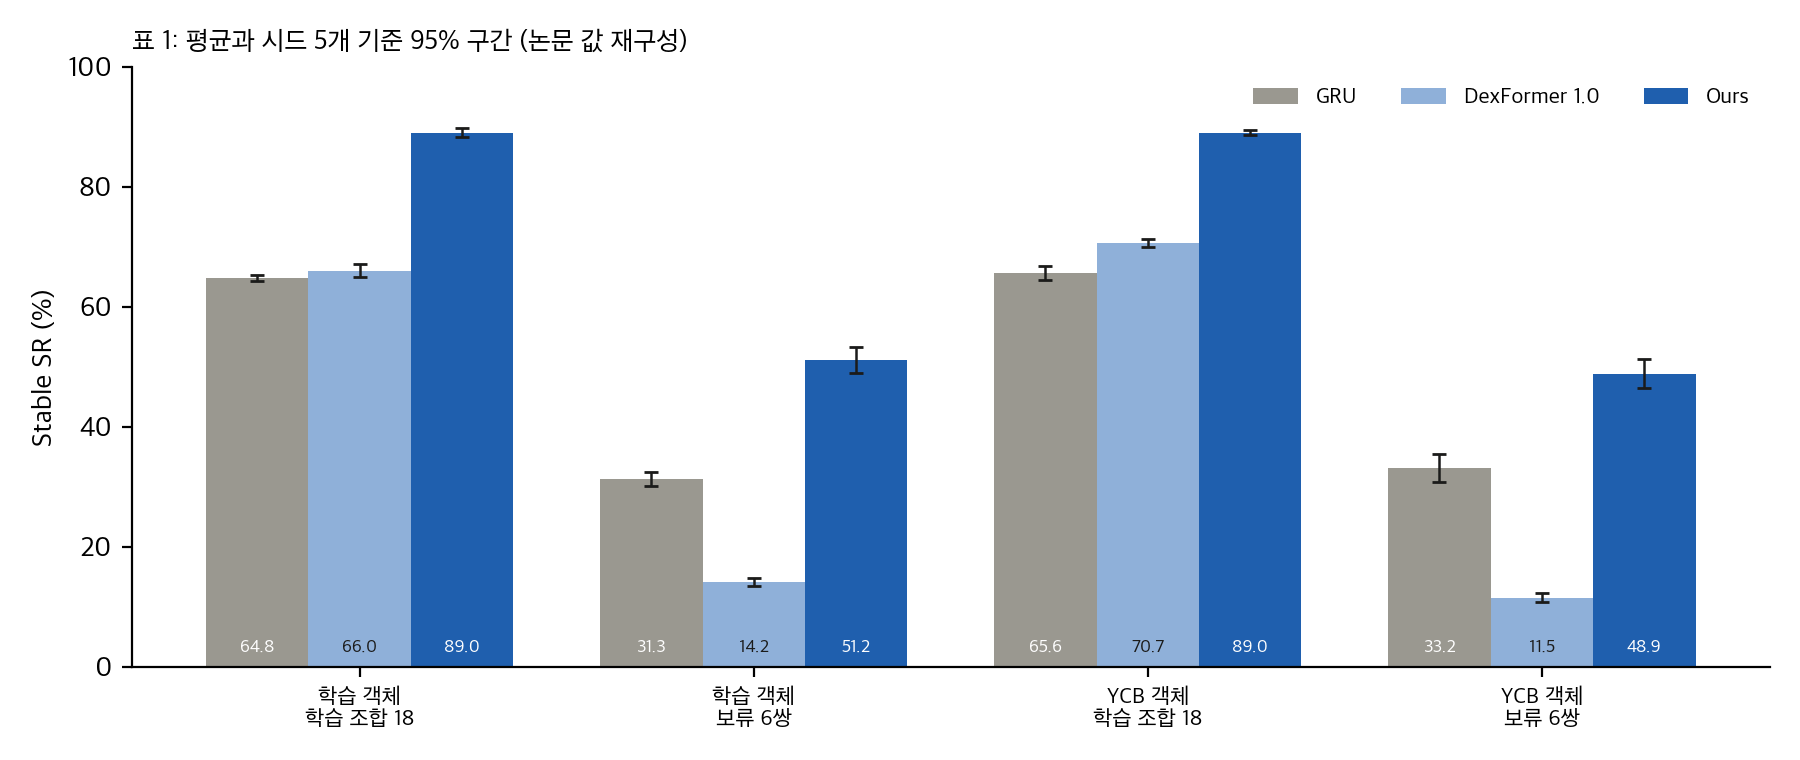 표 1: 평균과 시드 5개 기준 95% 구간 (논문 값 재구성)
GRU
DexFormer 1.0
Ours
Stable SR (%)
100
80
60
40
20
0
64.8
66.0
89.0
31.3
14.2
51.2
65.6
70.7
89.0
33.2
11.5
48.9
학습 객체
학습 조합 18
학습 객체
보류 6쌍
YCB 객체
학습 조합 18
YCB 객체
보류 6쌍